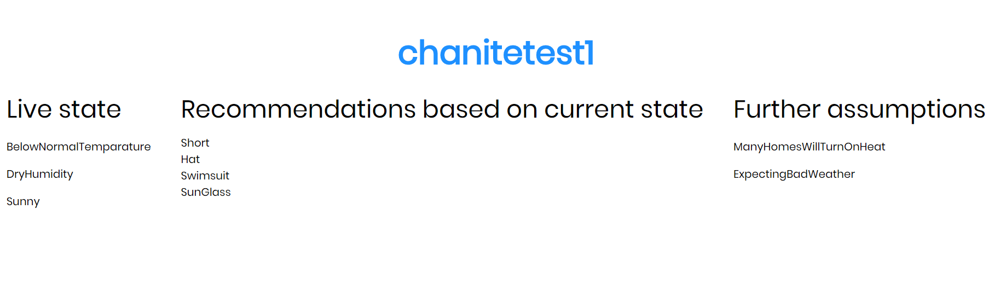 chanitetest1
Live state
BelowNormalTemparature
DryHumidity
Sunny
Recommendations based on current state
Short
Hat
Swimsuit
SunGlass
Further assumptions
ManyHomesWillTurnOnHeat
ExpectingBadWeather